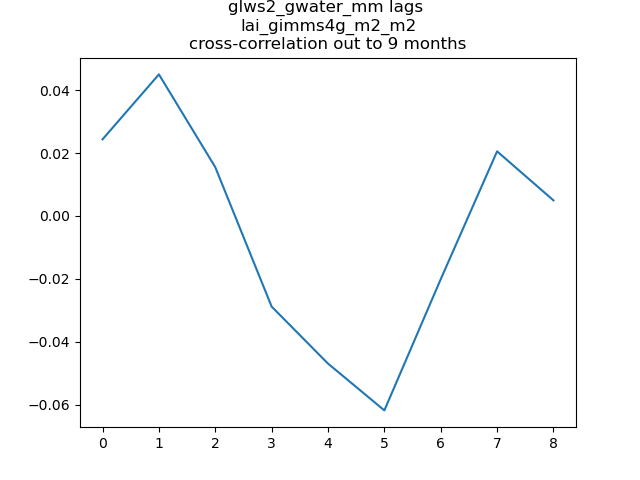 glws2_gwater_mm lags
lai_gimms4g_m2_m2
cross-correlation out to 9 months
0.04
0.02
0.00
−0.02
−0.04
−0.06
0 1 2 3 4 5 6 7 8